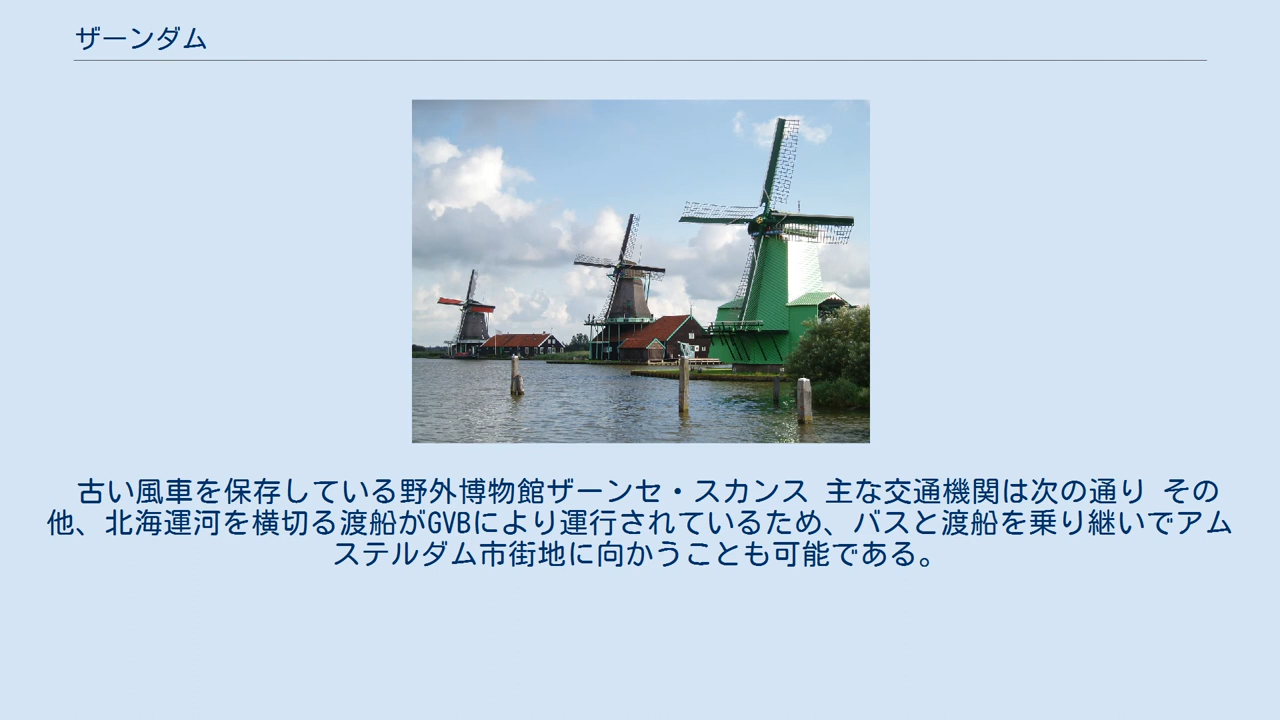 ザーンダム
古い風車を保存している野外博物館ザーンセ・スカンス 主な交通機関は次の通り その
他、北海運河を横切る渡船がGVBにより運行されているため、バスと渡船を乗り継いでアム
ステルダム市街地に向かうことも可能である。